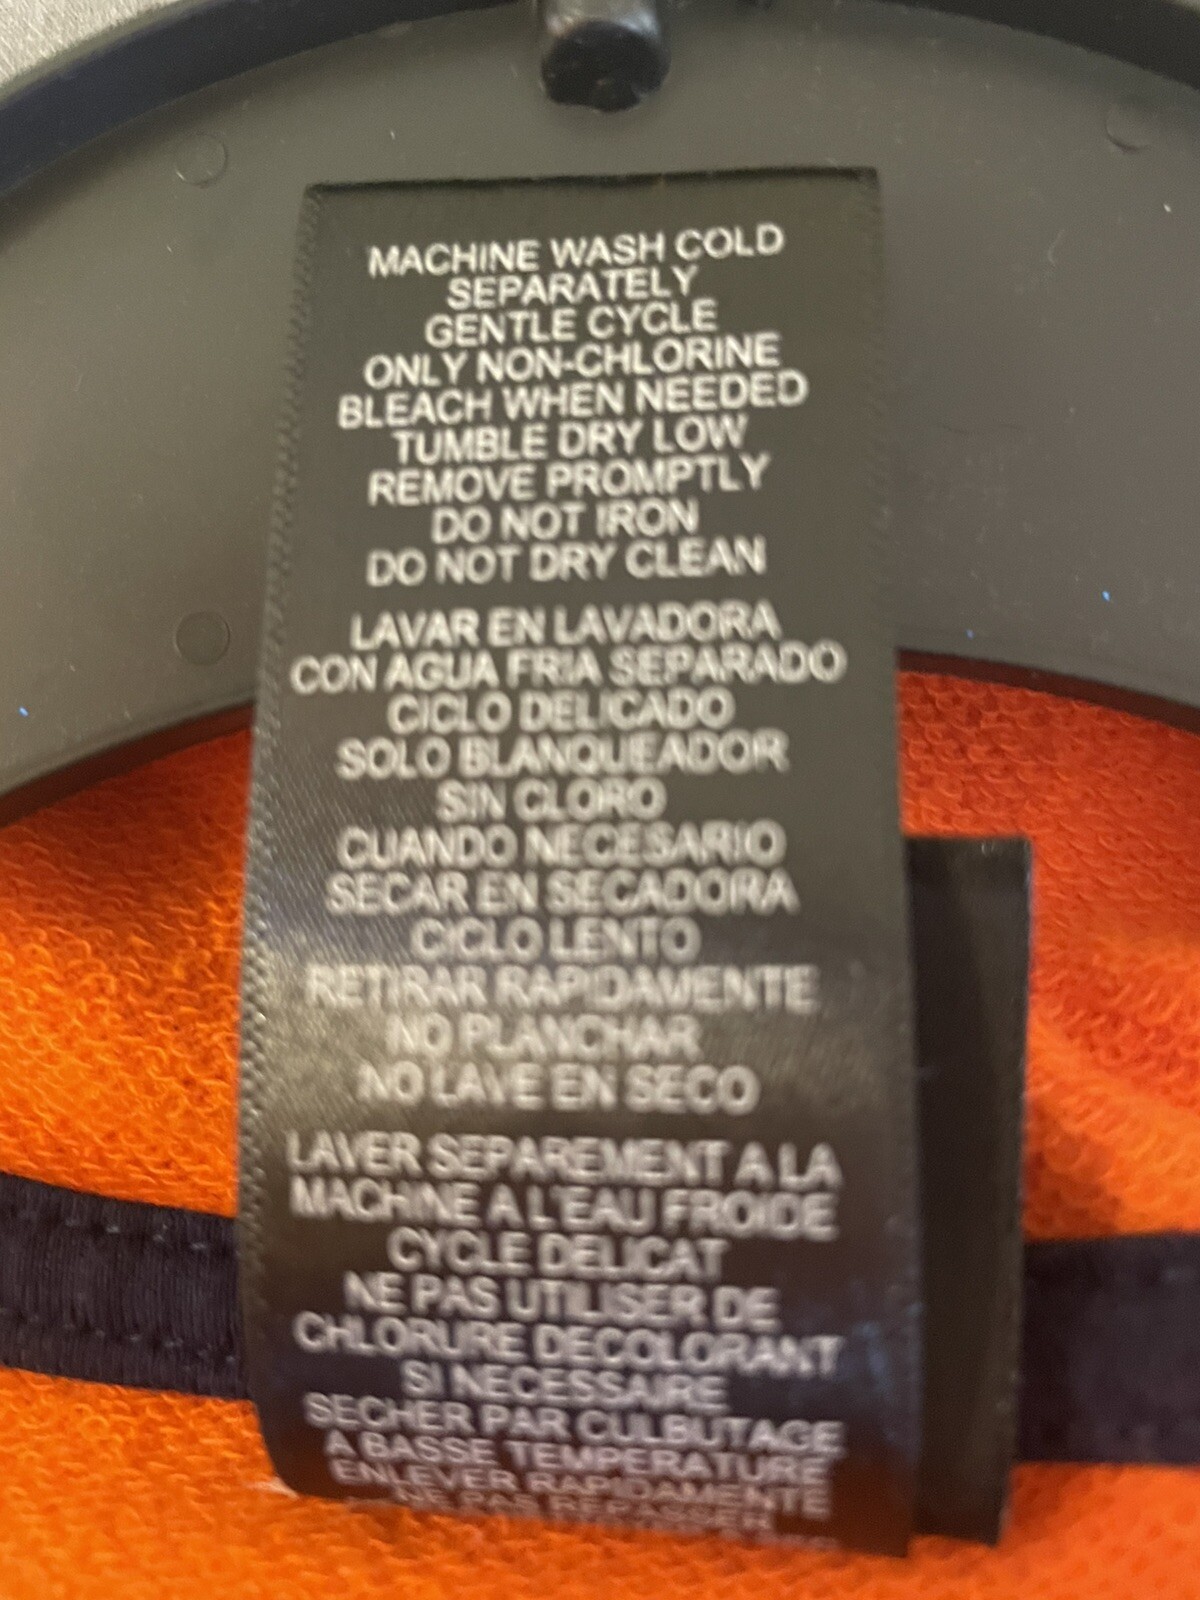 MACHINE WASH COLD
SEPARATELY
GENTLE CYCLE
ONLY NON-CHLORINE
BLEACH WHEN NEEDED
TUMBLE DRY LOW
REMOVE PROMPTLY
DO NOT IRON
DO NOT DRY CLEAN
LAVAR EN LAVADORA
CON AGUA FRIA SEPARADO
CICLO DELICADO
SOLO BLANQUEADOR
SIN CLORO
CUANDO NECESARIO
SECAR EN SECADORA
CICLO LENTO
RETIRAR RAPIDAMENTE
NO PLANCHAR
NO LAVE EN SECO
LAVER SEPAREMENT A LA
MACHINE A L'EAU FROIDE
CYCLE DELICAT
NE PAS UTILISER DE
CHLORURE DECOLORANT
SI NECESSAIRE
SECHER PAR CULBUTAGE
A BASSE TEMPERATURE
ENLEVER RAPIDAMENTE
NE PAS REPASSER